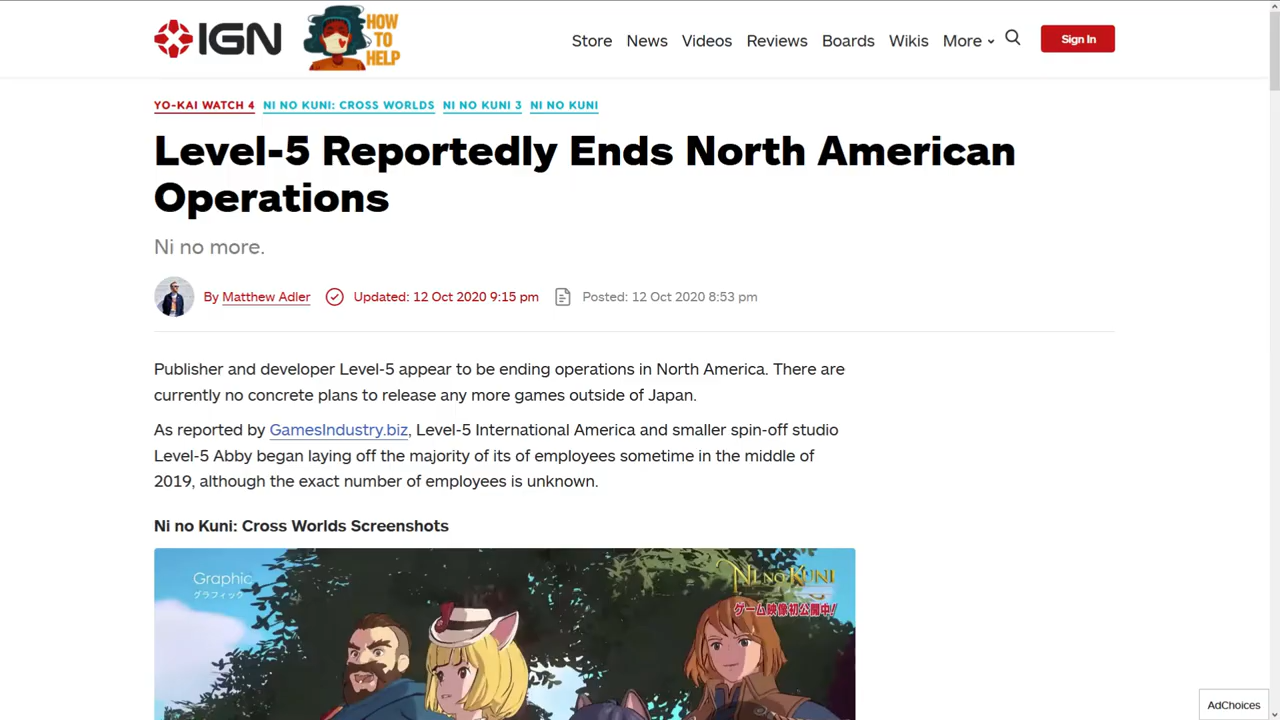 IGN
HOW
TO
HELP
Store News Videos Reviews Boards Wikis More
Sign In
YO-KAI WATCH 4 NI NO KUNI: CROSS WORLDS NI NO KUNI 3 NI NO KUNI
Level-5 Reportedly Ends North American
Operations
Ni no more.
By Matthew Adler Updated: 12 Oct 2020 9:15 pm Posted: 12 Oct 2020 8:53 pm
Publisher and developer Level-5 appear to be ending operations in North America. There are
currently no concrete plans to release any more games outside of Japan.
As reported by GamesIndustry.biz, Level-5 International America and smaller spin-off studio
Level-5 Abby began laying off the majority of its of employees sometime in the middle of
2019, although the exact number of employees is unknown.
Ni no Kuni: Cross Worlds Screenshots
Graphic
グラフィック
NI NO KUNI
ゲーム映像初公開中!
AdChoices